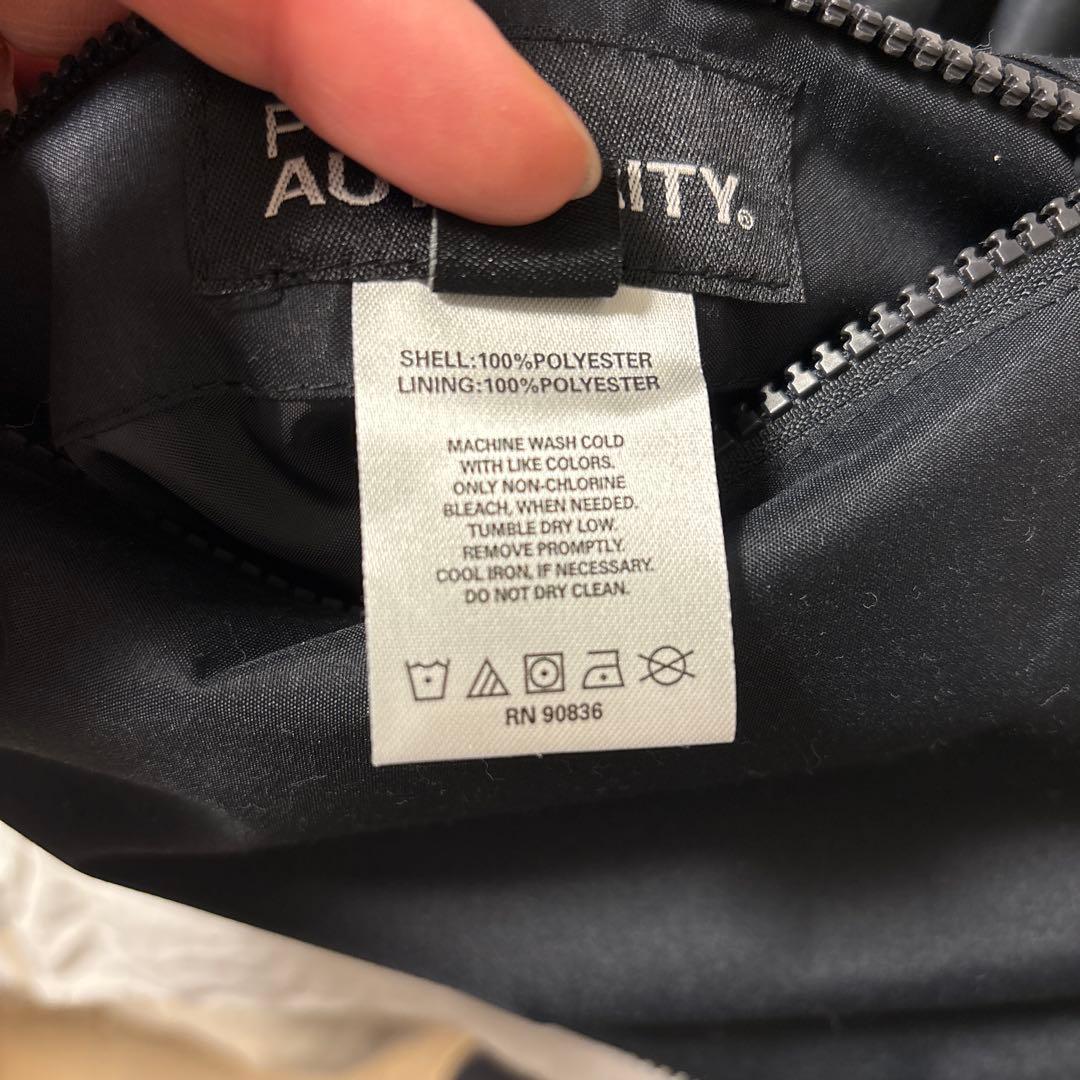 SHELL:100%POLYESTER
LINING:100%POLYESTER
MACHINE WASH COLD
WITH LIKE COLORS.
ONLY NON-CHLORINE
BLEACH, WHEN NEEDED.
TUMBLE DRY LOW.
REMOVE PROMPTLY.
COOL IRON, IF NECESSARY.
DO NOT DRY CLEAN.
RN 90836